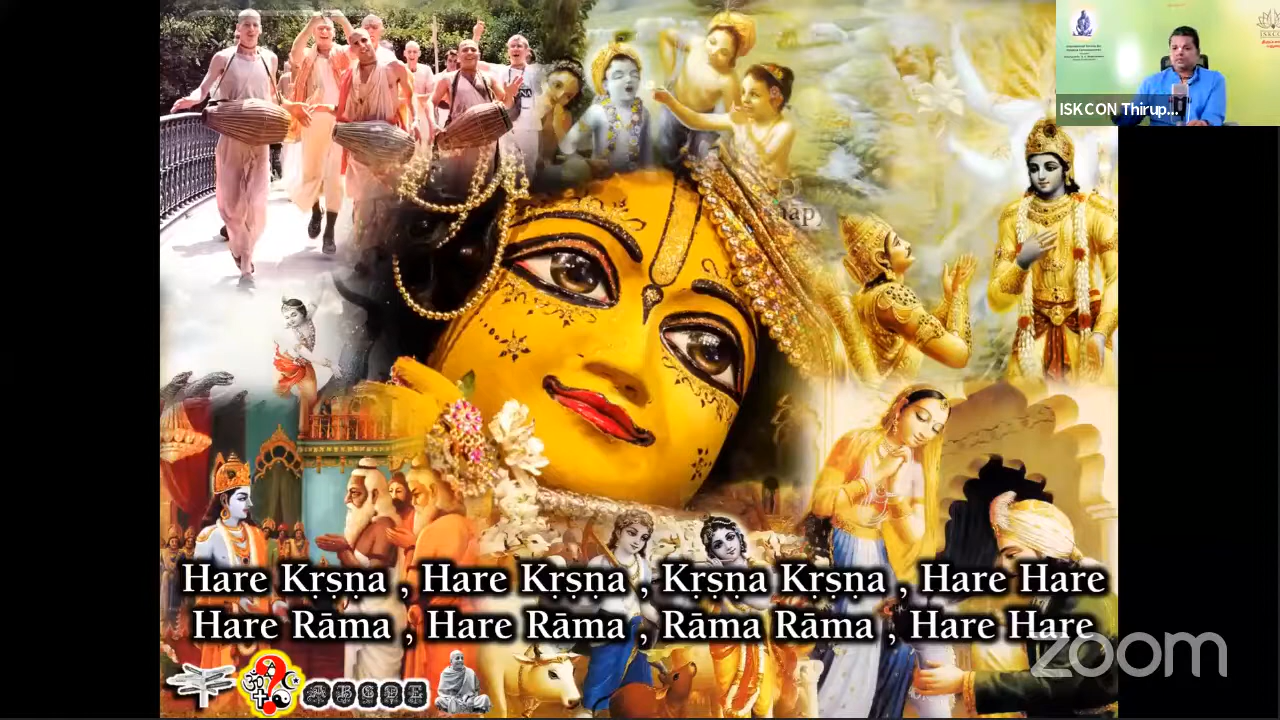 ISKCON Thirup...
Hare Kṛṣṇa , Hare Kṛṣṇa , Kṛṣṇa Kṛṣṇa , Hare Hare
Hare Rāma , Hare Rāma , Rāma Rāma , Hare Hare
zoom
A B C D E